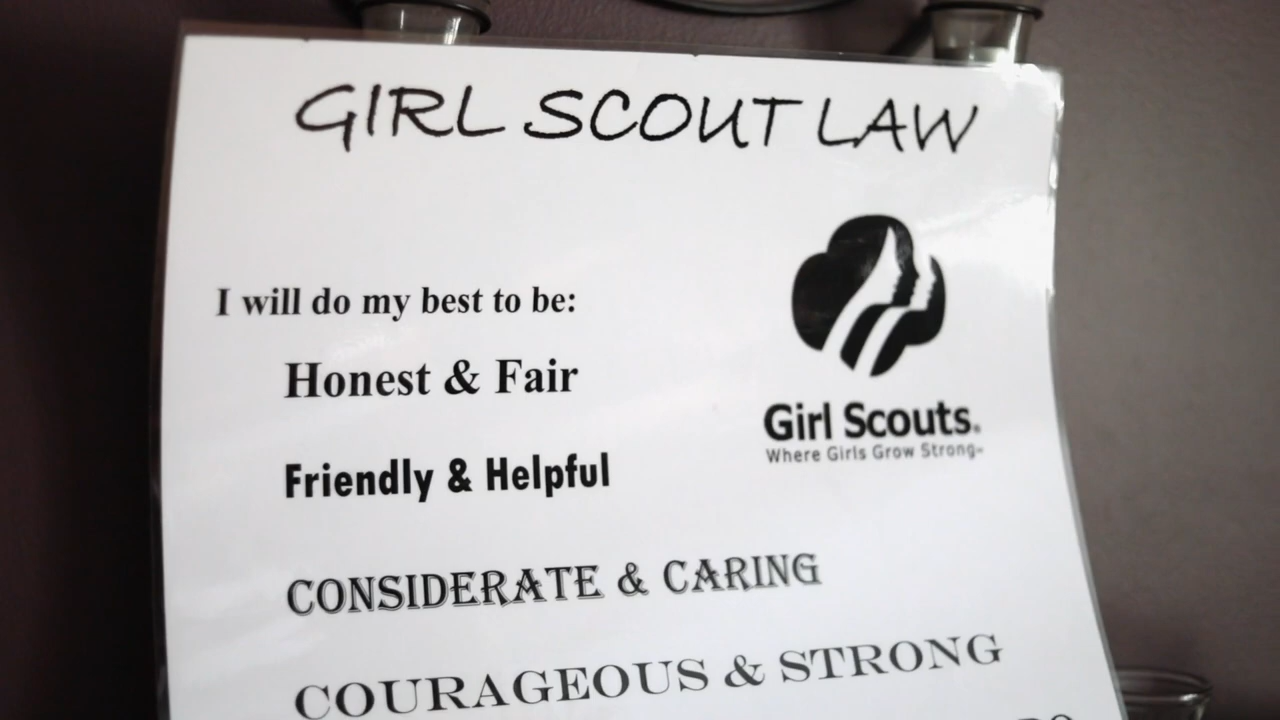 GIRL SCOUT LAW
I will do my best to be:
Honest & Fair
Friendly & Helpful
CONSIDERATE & CARING
COURAGEOUS & STRONG
Girl Scouts.
Where Girls Grow Strong℠